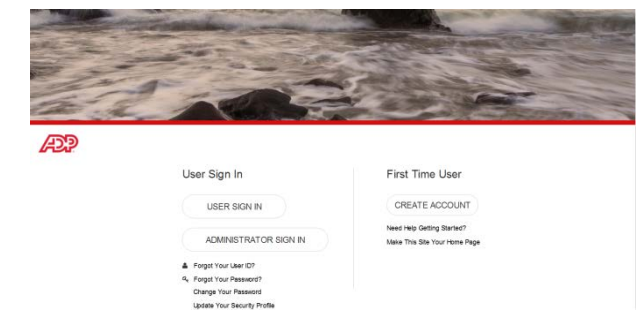 ADP
User Sign In
USER SIGN IN
ADMINISTRATOR SIGN IN
Forgot Your User ID?
Forgot Your Password?
Change Your Password
Update Your Security Profile
First Time User
CREATE ACCOUNT
Need Help Getting Started?
Make This Site Your Home Page